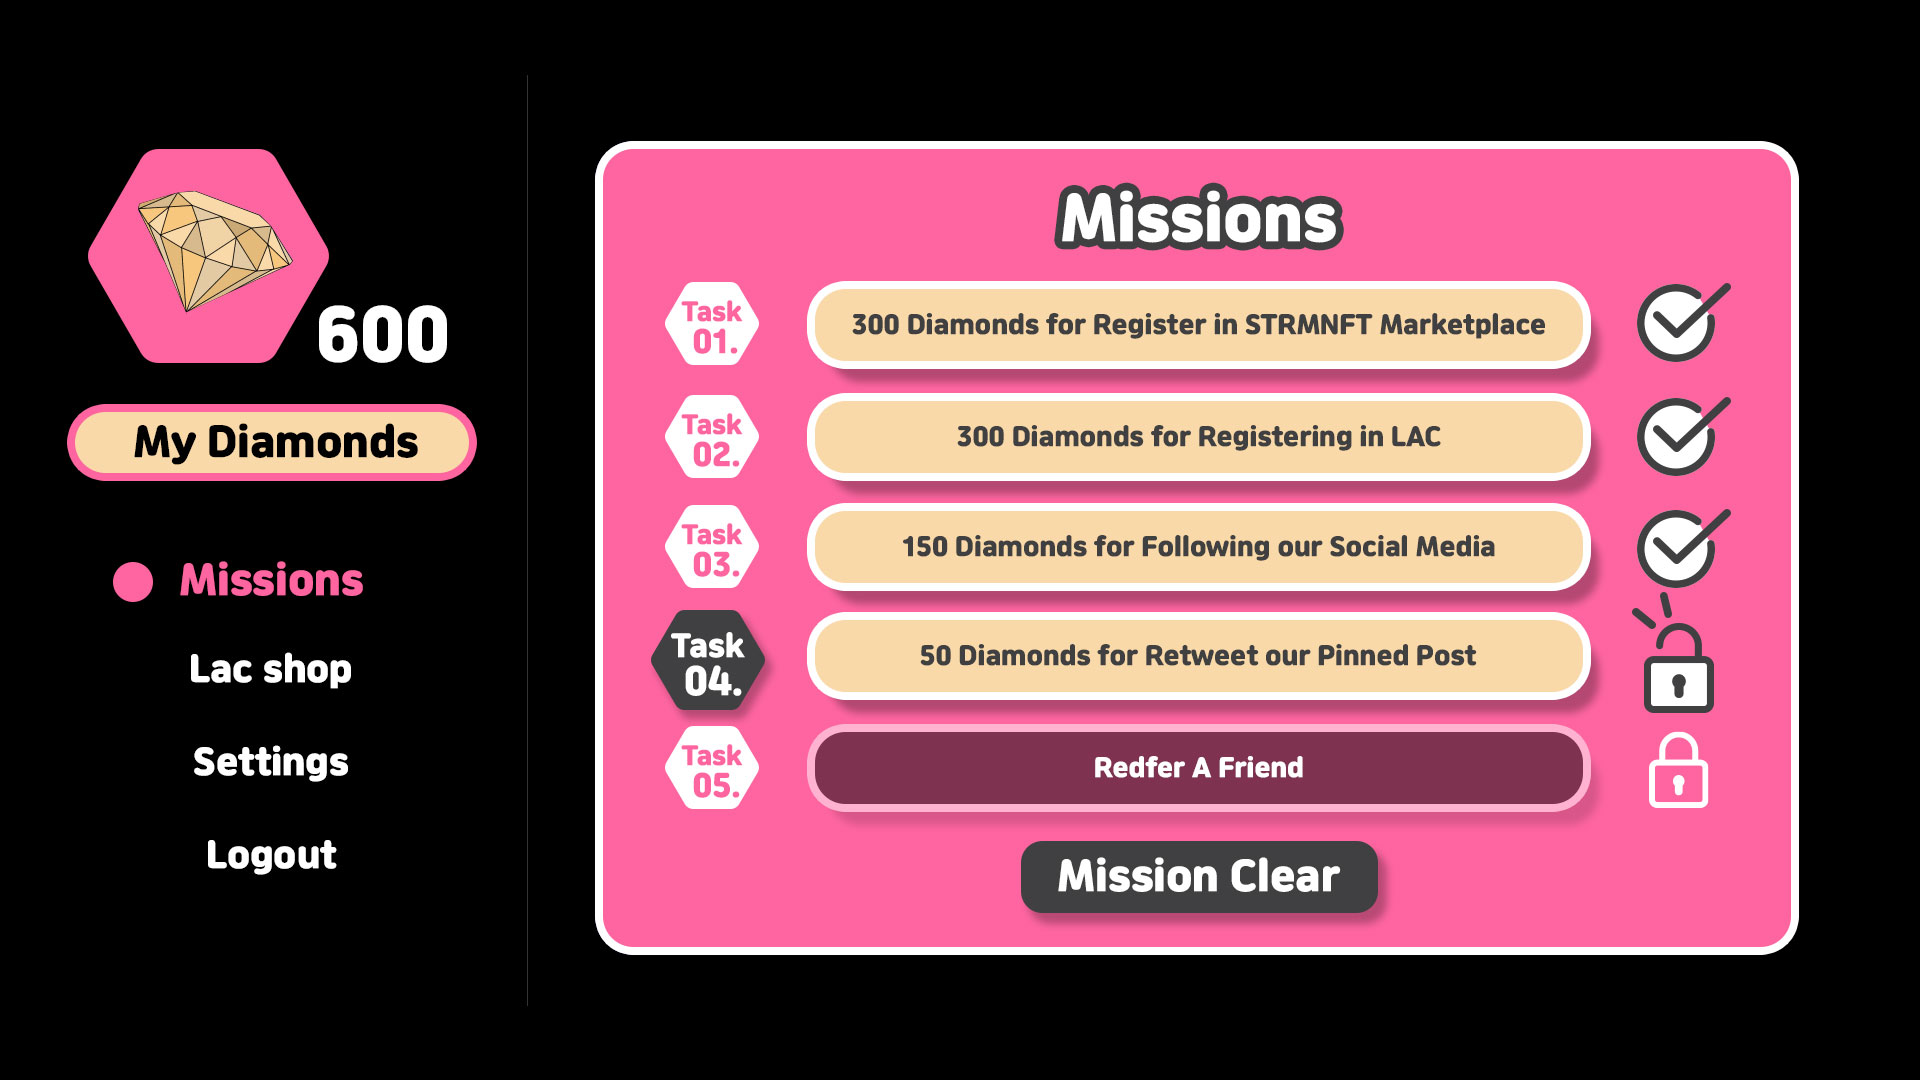 600
My Diamonds
Missions
Lac shop
Settings
Logout
Missions
Task
01.
300 Diamonds for Register in STRMNFT Marketplace
Task
02.
300 Diamonds for Registering in LAC
Task
03.
150 Diamonds for Following our Social Media
Task
04.
50 Diamonds for Retweet our Pinned Post
Task
05.
Redfer A Friend
Mission Clear